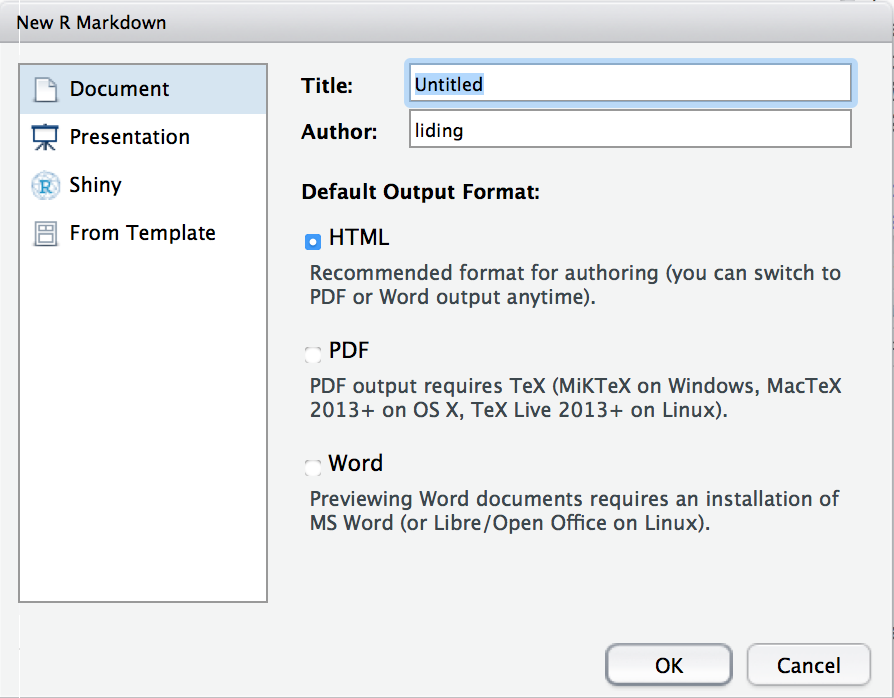 New R Markdown
Document
Presentation
Shiny
From Template
Title:
Untitled
Author:
liding
Default Output Format:
HTML
Recommended format for authoring (you can switch to
PDF or Word output anytime).
PDF
PDF output requires TeX (MiKTeX on Windows, MacTeX
2013+ on OS X, TeX Live 2013+ on Linux).
Word
Previewing Word documents requires an installation of
MS Word (or Libre/Open Office on Linux).
OK
Cancel